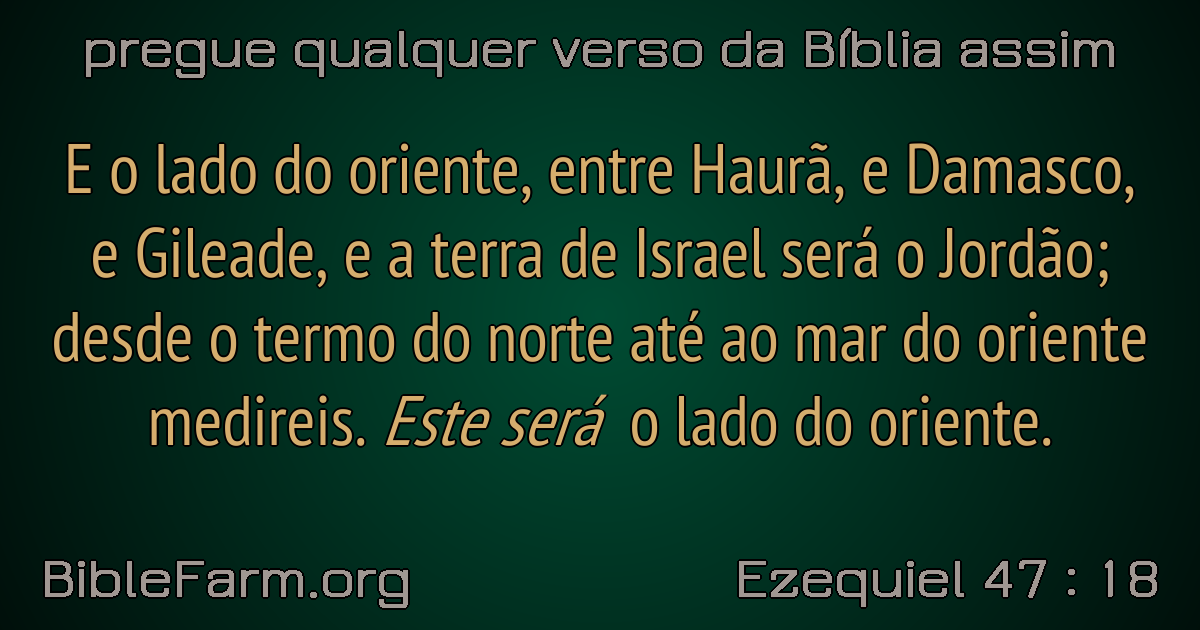 pregue qualquer verso da Bíblia assim
E o lado do oriente, entre Haurã, e Damasco,
e Gileade, e a terra de Israel será o Jordão;
desde o termo do norte até ao mar do oriente
medireis. Este será o lado do oriente.
BibleFarm.org
Ezequiel 47 : 18